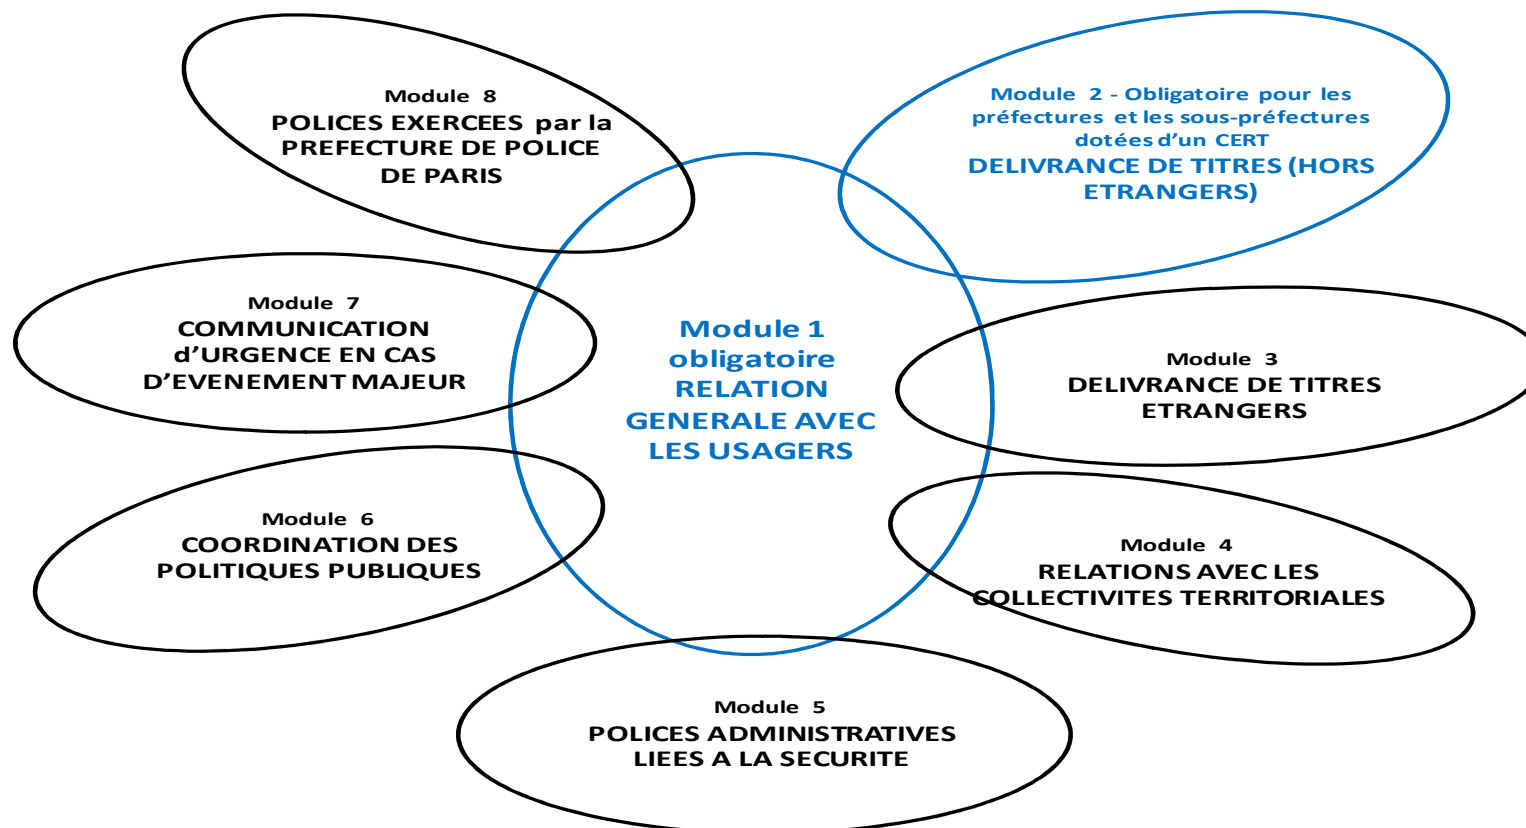 Module 8
POLICES EXERCEES par la
PREFECTURE DE POLICE
DE PARIS
Module 2 - Obligatoire pour les
préfectures et les sous-préfectures
dotées d’un CERT
DELIVRANCE DE TITRES (HORS
ETRANGERS)
Module 7
COMMUNICATION
d’URGENCE EN CAS
D’EVENEMENT MAJEUR
Module 1
obligatoire
RELATION
GENERALE AVEC
LES USAGERS
Module 3
DELIVRANCE DE TITRES
ETRANGERS
Module 6
COORDINATION DES
POLITIQUES PUBLIQUES
Module 4
RELATIONS AVEC LES
COLLECTIVITES TERRITORIALES
Module 5
POLICES ADMINISTRATIVES
LIEES A LA SECURITE